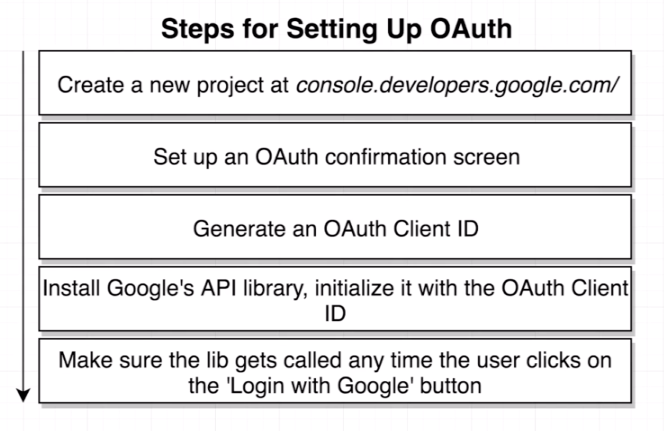 Steps for Setting Up OAuth
Create a new project at console.developers.google.com/
Set up an OAuth confirmation screen
Generate an OAuth Client ID
Install Google's API library, initialize it with the OAuth Client
ID
Make sure the lib gets called any time the user clicks on
the 'Login with Google' button